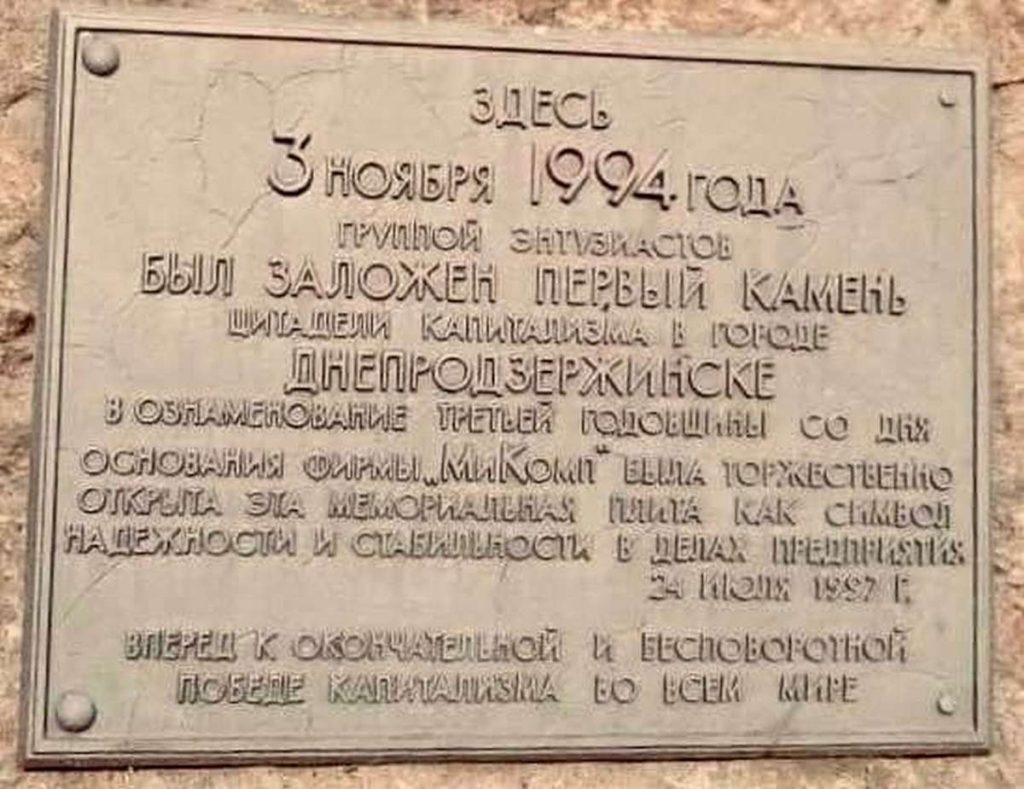 ЗДЕСЬ
3 НОЯБРЯ 1994 ГОДА
ГРУППОЙ ЭНТУЗИАСТОВ
БЫЛ ЗАЛОЖЕН ПЕРВЫЙ КАМЕНЬ
ЦИТАДЕЛИ КАПИТАЛИЗМА В ГОРОДЕ
ДНЕПРОДЗЕРЖИНСКЕ
В ОЗНАМЕНОВАНИЕ ТРЕТЬЕЙ ГОДОВЩИНЫ СО ДНЯ
ОСНОВАНИЯ ФИРМЫ „МИКОМП“ БЫЛА ТОРЖЕСТВЕННО
ОТКРЫТА ЭТА МЕМОРИАЛЬНАЯ ПЛИТА КАК СИМВОЛ
НАДЕЖНОСТИ И СТАБИЛЬНОСТИ В ДЕЛАХ ПРЕДПРИЯТИЯ
24 ИЮЛЯ 1997 Г.
ВПЕРЕД К ОКОНЧАТЕЛЬНОЙ И БЕСПОВОРОТНОЙ
ПОБЕДЕ КАПИТАЛИЗМА ВО ВСЕМ МИРЕ